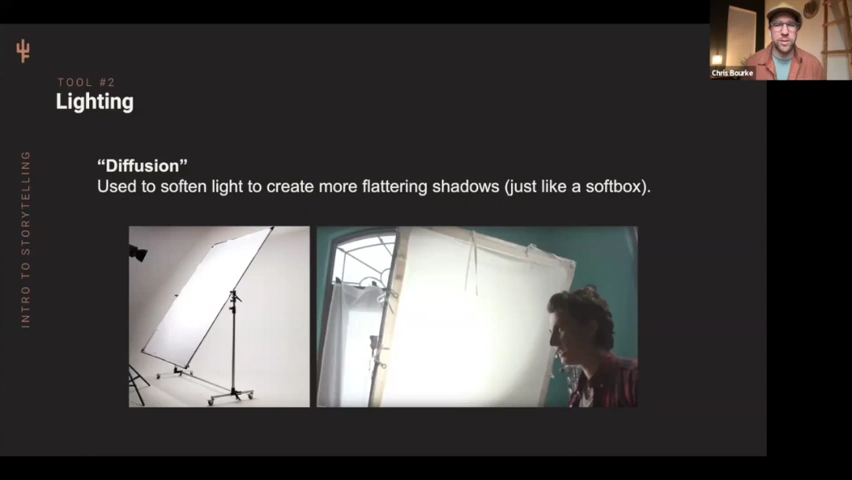 Chris Bourke
TOOL #2
Lighting
INTRO TO STORYTELLING
“Diffusion”
Used to soften light to create more flattering shadows (just like a softbox).